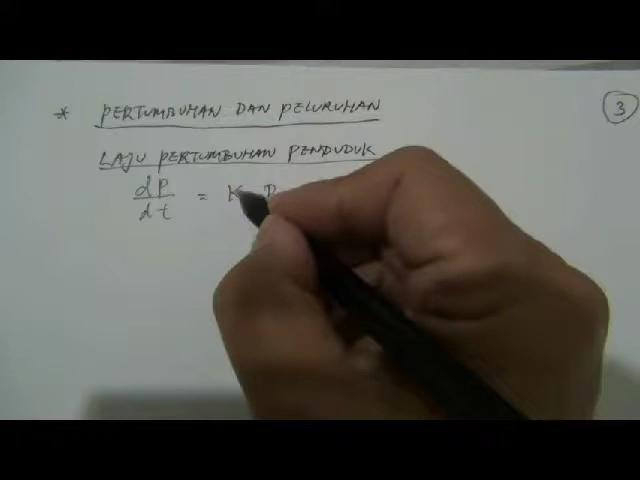 * PERTUMBUHAN DAN PELURUHAN
3
LAJU PERTUMBUHAN PENDUDUK
dP
dt
= K P